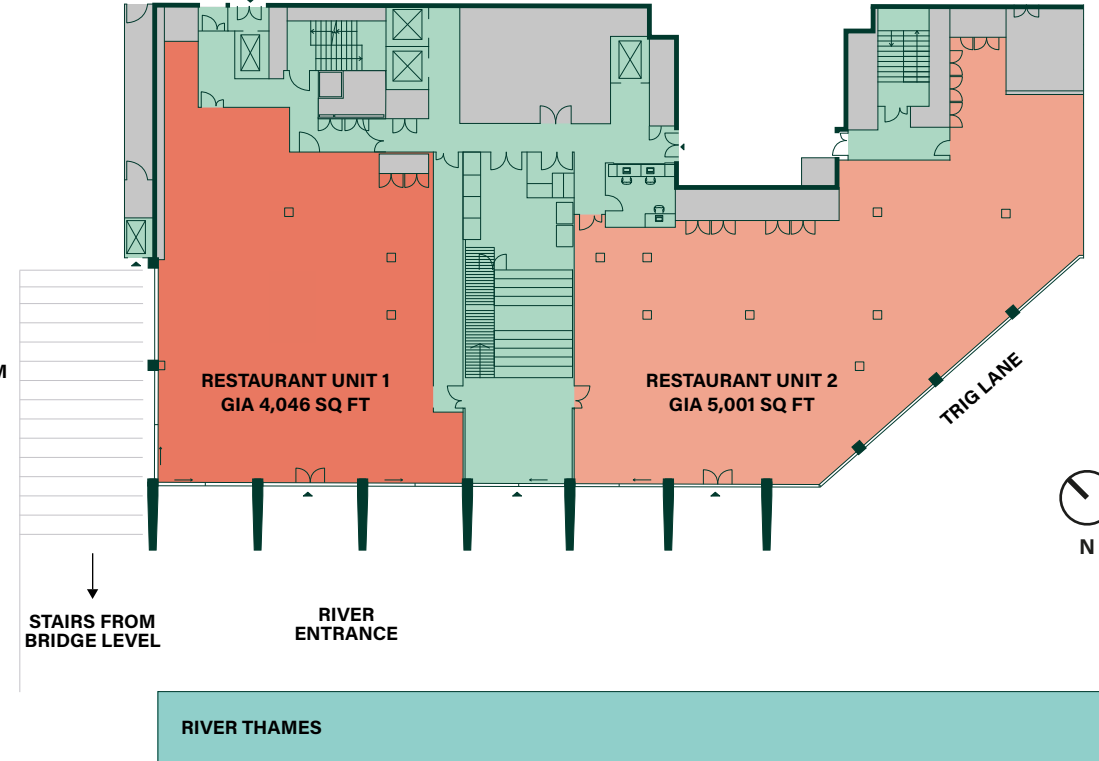 M
RESTAURANT UNIT 1
GIA 4,046 SQ FT
RESTAURANT UNIT 2
GIA 5,001 SQ FT
TRIG LANE
N
STAIRS FROM
BRIDGE LEVEL
RIVER
ENTRANCE
RIVER THAMES